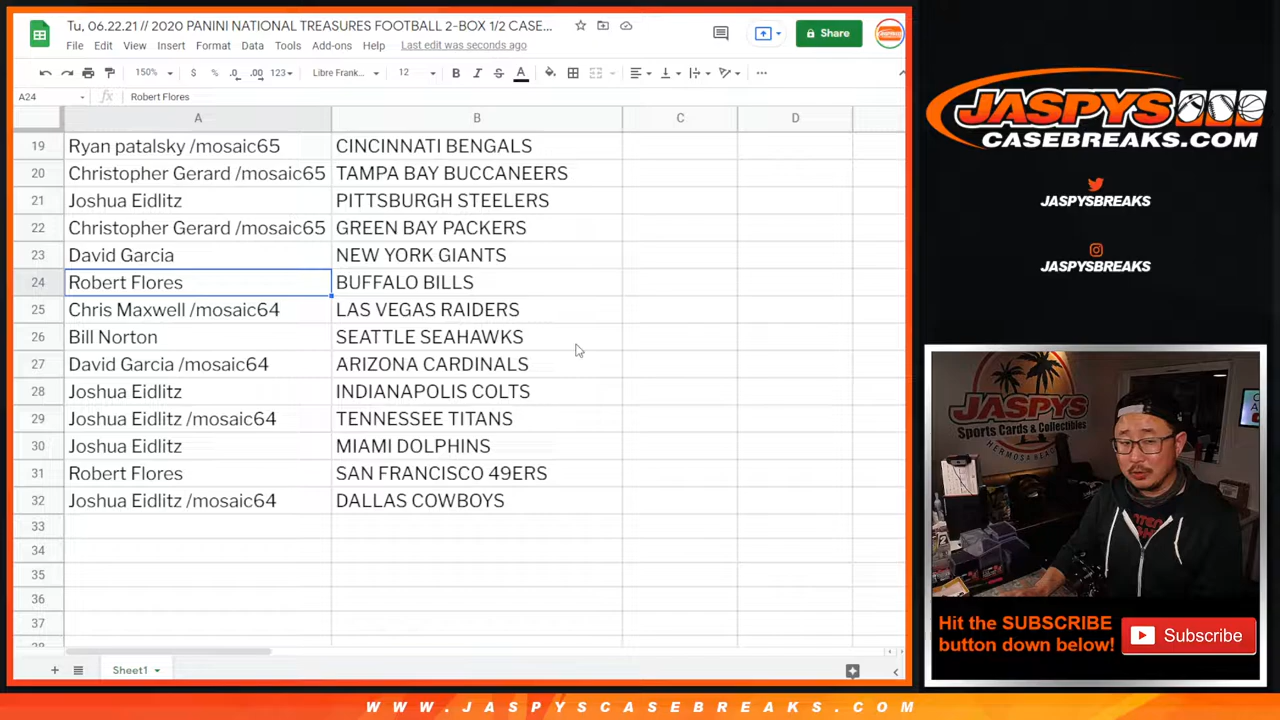 Tu, 06.22.21 // 2020 PANINI NATIONAL TREASURES FOOTBALL 2-BOX 1/2 CASE...
File Edit View Insert Format Data Tools Add-ons Help Last edit was seconds ago
Share
150% $ % .0 .00 123 Libre Frank... 12 B I S A
A24 fx Robert Flores
A B C D
19 Ryan patalsky /mosaic65 CINCINNATI BENGALS
20 Christopher Gerard /mosaic65 TAMPA BAY BUCCANEERS
21 Joshua Eidlitz PITTSBURGH STEELERS
22 Christopher Gerard /mosaic65 GREEN BAY PACKERS
23 David Garcia NEW YORK GIANTS
24 Robert Flores BUFFALO BILLS
25 Chris Maxwell /mosaic64 LAS VEGAS RAIDERS
26 Bill Norton SEATTLE SEAHAWKS
27 David Garcia /mosaic64 ARIZONA CARDINALS
28 Joshua Eidlitz INDIANAPOLIS COLTS
29 Joshua Eidlitz /mosaic64 TENNESSEE TITANS
30 Joshua Eidlitz MIAMI DOLPHINS
31 Robert Flores SAN FRANCISCO 49ERS
32 Joshua Eidlitz /mosaic64 DALLAS COWBOYS
33
34
35
36
37
Sheet1
JASPYS
CASEBREAKS.COM
JASPYSBREAKS
JASPYSBREAKS
JASPYS
Sports Cards & Collectibles
HERMOSA BEACH
Hit the SUBSCRIBE
button down below!
Subscribe
WWW.JASPYSCASEBREAKS.COM